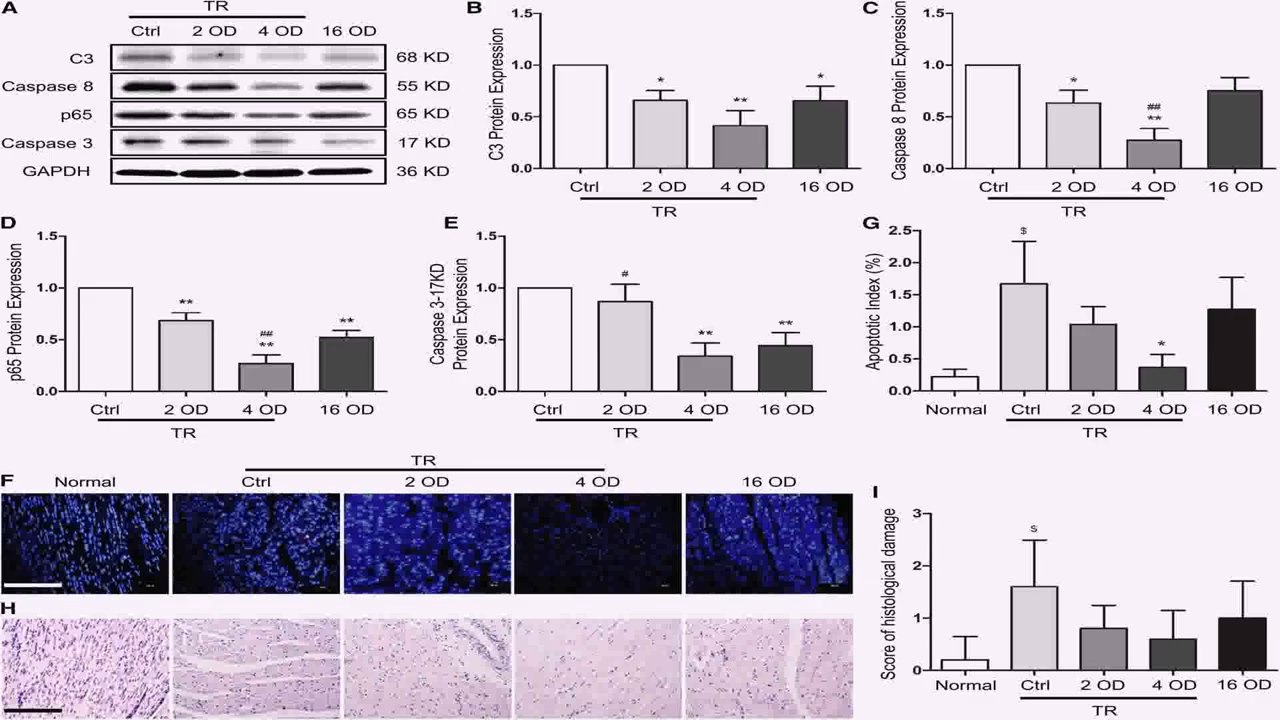 A
TR
Ctrl 2 OD 4 OD 16 OD
C3 68 KD
Caspase 8 55 KD
p65 65 KD
Caspase 3 17 KD
GAPDH 36 KD
B
C3 Protein Expression
1.5
1.0
0.5
0.0
*
**
*
Ctrl 2 OD 4 OD 16 OD
TR
C
Caspase 8 Protein Expression
1.5
1.0
0.5
0.0
*
##
**
Ctrl 2 OD 4 OD 16 OD
TR
D
p65 Protein Expression
1.5
1.0
0.5
0.0
**
##
**
**
Ctrl 2 OD 4 OD 16 OD
TR
E
Caspase 3-17KD
Protein Expression
1.5
1.0
0.5
0.0
#
**
**
Ctrl 2 OD 4 OD 16 OD
TR
G
Apoptotic Index (%)
2.5
2.0
1.5
1.0
0.5
0.0
$
*
Normal Ctrl 2 OD 4 OD 16 OD
TR
F
TR
Normal Ctrl 2 OD 4 OD 16 OD
H
I
Score of histological damage
3
2
1
0
$
Normal Ctrl 2 OD 4 OD 16 OD
TR